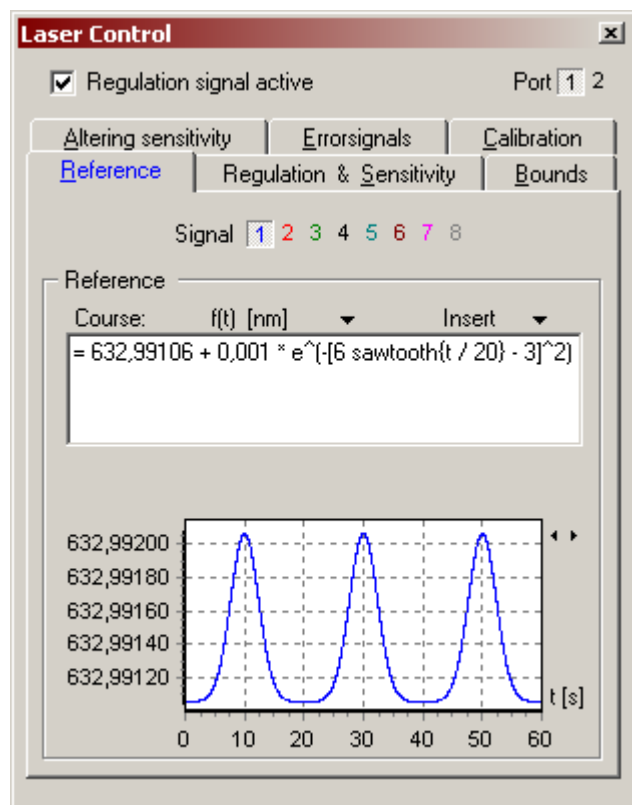 Laser Control
Regulation signal active Port 1 2
Altering sensitivity Errorsignals Calibration
Reference Regulation & Sensitivity Bounds
Signal 1 2 3 4 5 6 7 8
Reference
Course: f(t) [nm] Insert
= 632,99106 + 0,001 * e^(-[6 sawtooth{t / 20} - 3]^2)
632,99200
632,99180
632,99160
632,99140
632,99120
t [s]
0 10 20 30 40 50 60